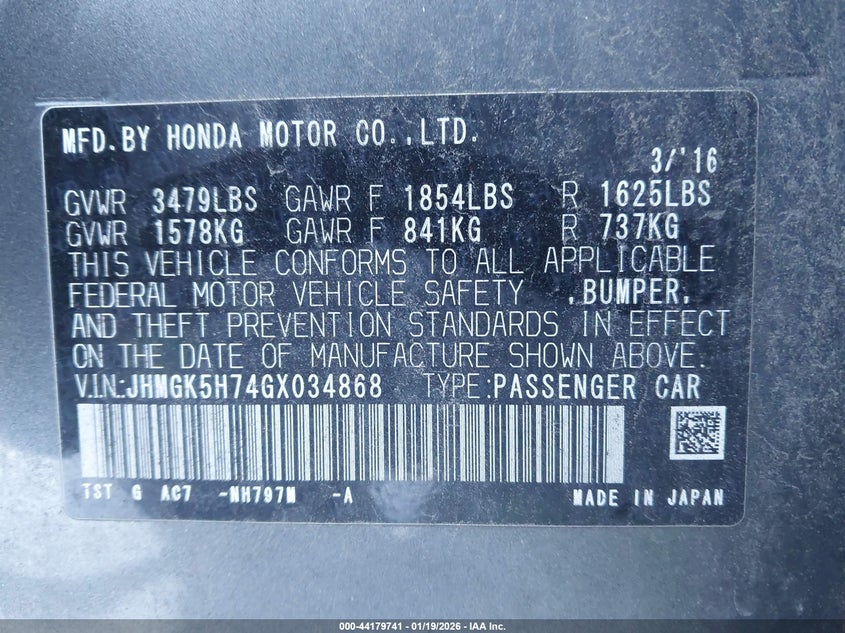 MFD.BY HONDA MOTOR CO.,LTD.
3/'16
GVWR 3479LBS GAWR F 1854LBS R 1625LBS
GVWR 1578KG GAWR F 841KG R 737KG
THIS VEHICLE CONFORMS TO ALL APPLICABLE
FEDERAL MOTOR VEHICLE SAFETY ,BUMPER,
AND THEFT PREVENTION STANDARDS IN EFFECT
ON THE DATE OF MANUFACTURE SHOWN ABOVE.
V.I.N:JHMGK5H74GX034868 TYPE:PASSENGER CAR
TST G AC7 -NH797M -A MADE IN JAPAN
000-44179741 - 01/19/2026 - IAA Inc.